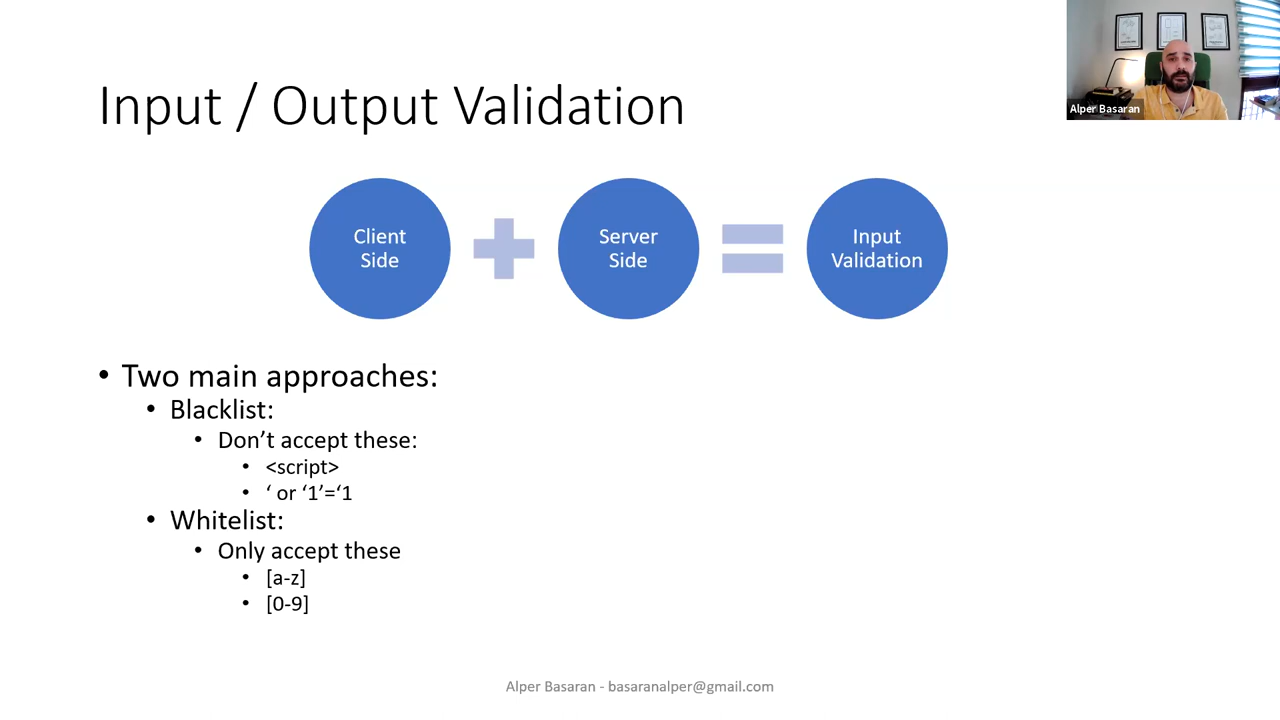 Alper Basaran
Input / Output Validation
Client
Side
Server
Side
Input
Validation
• Two main approaches:
• Blacklist:
• Don’t accept these:
• <script>
• ‘ or ‘1’=‘1
• Whitelist:
• Only accept these
• [a-z]
• [0-9]
Alper Basaran - basaranalper@gmail.com